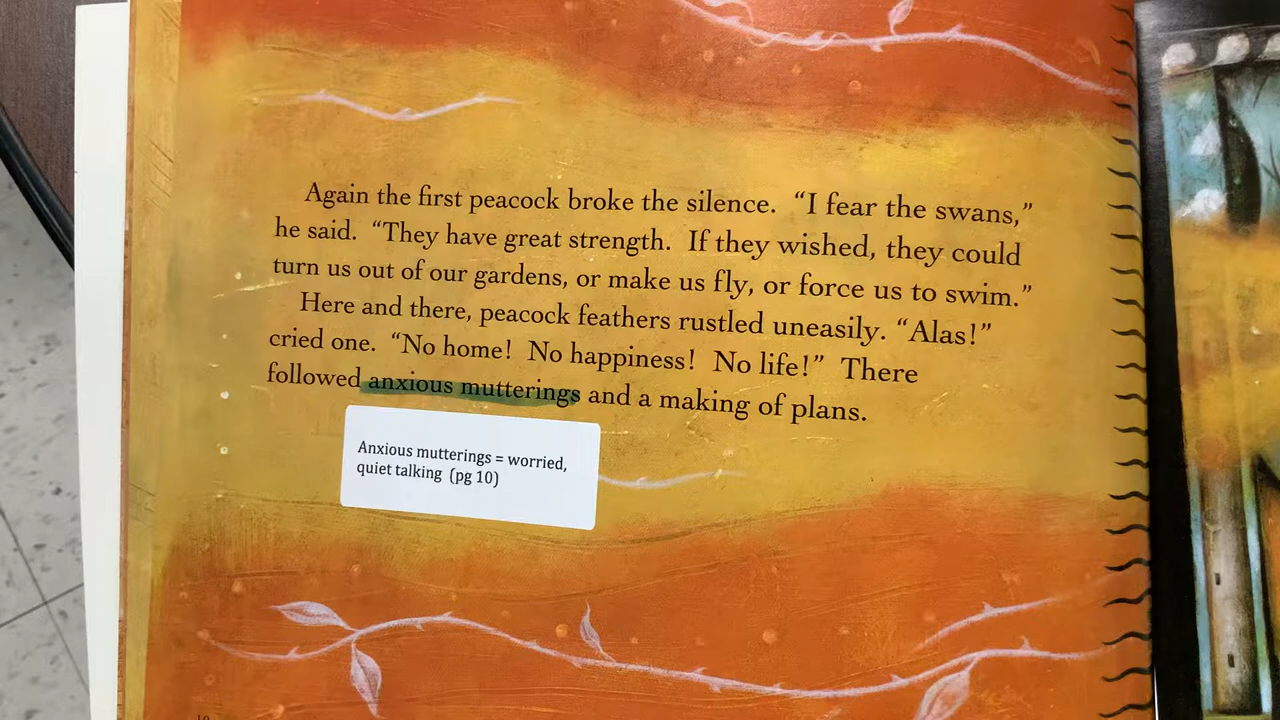 Again the first peacock broke the silence. “I fear the swans,”
he said. “They have great strength. If they wished, they could
turn us out of our gardens, or make us fly, or force us to swim.”
Here and there, peacock feathers rustled uneasily. “Alas!”
cried one. “No home! No happiness! No life!” There
followed anxious mutterings and a making of plans.
Anxious mutterings = worried,
quiet talking (pg 10)
10